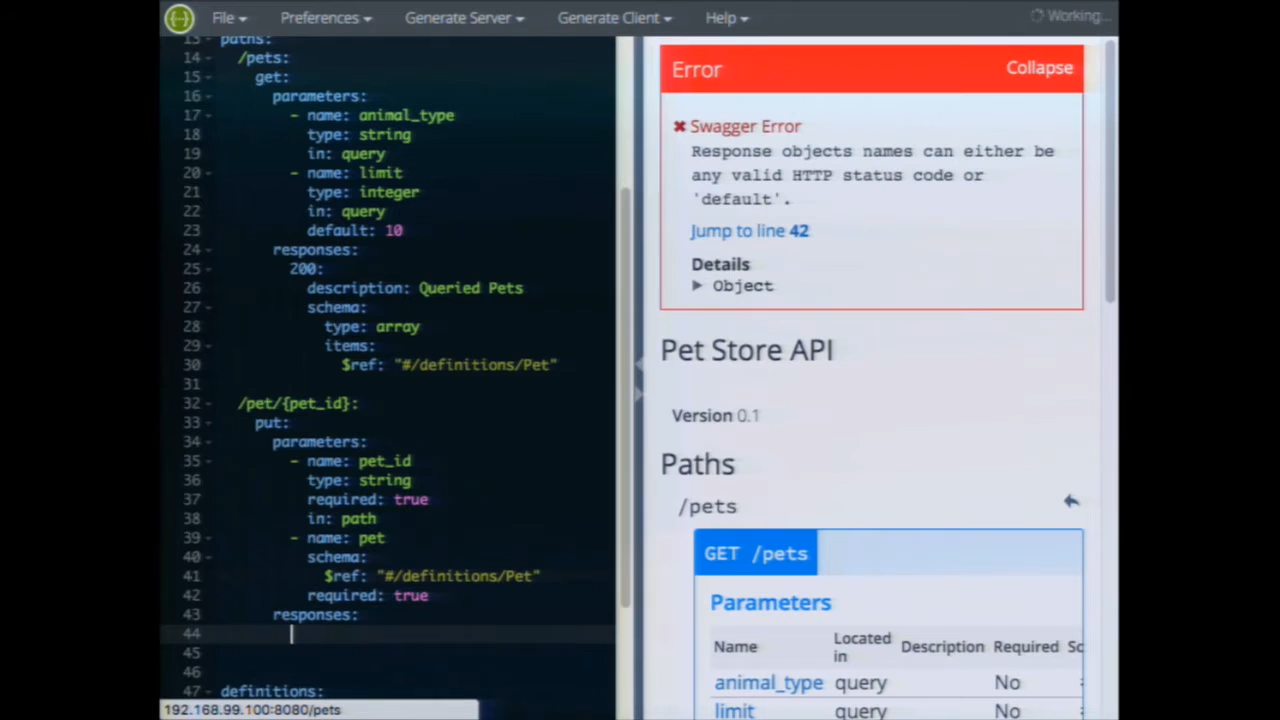 File Preferences Generate Server Generate Client Help Working...
13 paths:
14 /pets:
15 get:
16 parameters:
17 - name: animal_type
18 type: string
19 in: query
20 - name: limit
21 type: integer
22 in: query
23 default: 10
24 responses:
25 200:
26 description: Queried Pets
27 schema:
28 type: array
29 items:
30 $ref: "#/definitions/Pet"
31
32 /pet/{pet_id}:
33 put:
34 parameters:
35 - name: pet_id
36 type: string
37 required: true
38 in: path
39 - name: pet
40 schema:
41 $ref: "#/definitions/Pet"
42 required: true
43 responses:
44
45
46
47 definitions:
192.168.99.100:8080/pets
Error Collapse
✖ Swagger Error
Response objects names can either be
any valid HTTP status code or
'default'.
Jump to line 42
Details
▶ Object
Pet Store API
Version 0.1
Paths
/pets
GET /pets
Parameters
Name Located in Description Required Sc
animal_type query No
limit query No